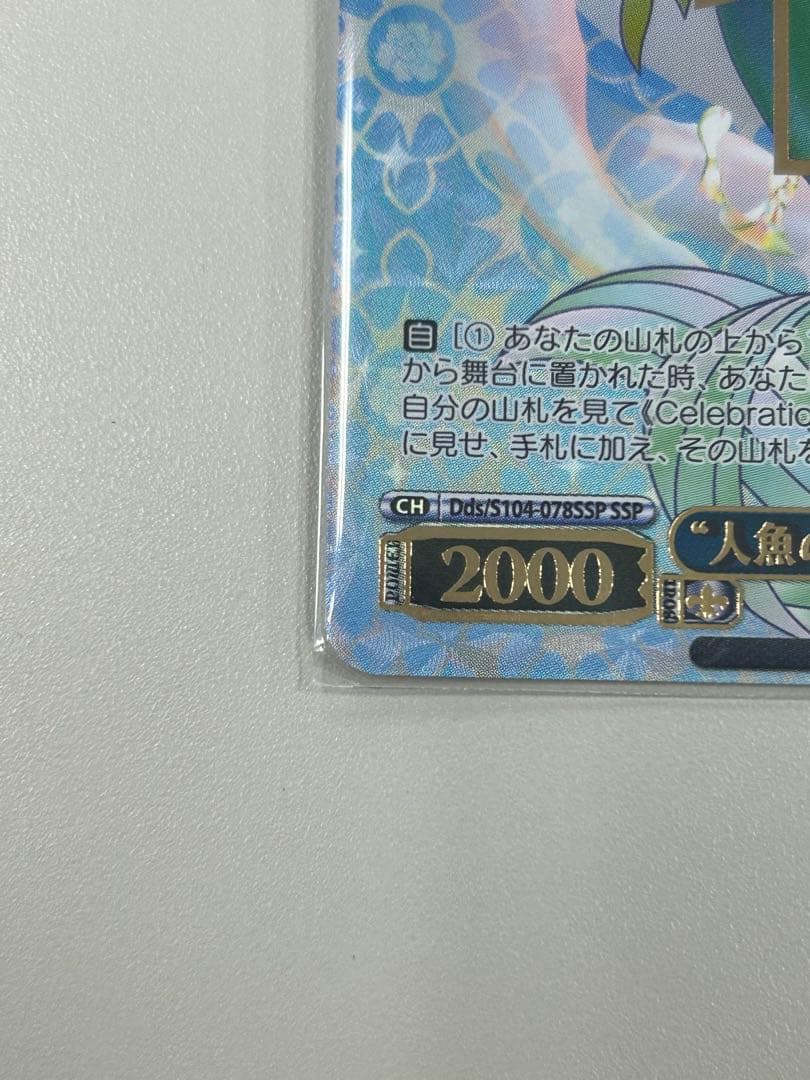 自 [① あなたの山札の上から
から舞台に置かれた時、あなた
自分の山札を見て《Celebratio
に見せ、手札に加え、その山札を
CH Dds/S104-078SSP SSP
2000
“人魚の